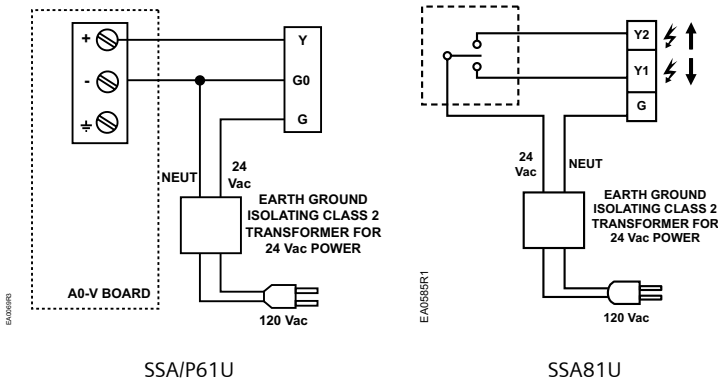 +
Y
-
G0
G
NEUT
24
Vac
EARTH GROUND
ISOLATING CLASS 2
TRANSFORMER FOR
24 Vac POWER
A0-V BOARD
120 Vac
EA0069R3
SSA/P61U
Y2
Y1
G
24
Vac
NEUT
EARTH GROUND
ISOLATING CLASS 2
TRANSFORMER FOR
24 Vac POWER
120 Vac
EA0585R1
SSA81U